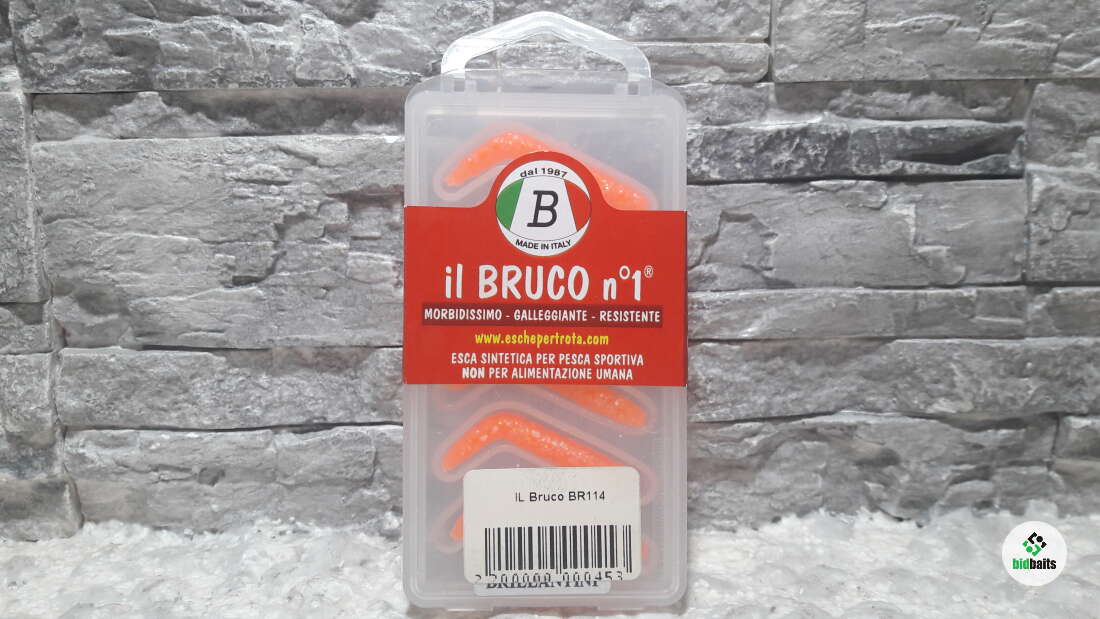 dal 1987
B
MADE IN ITALY
il BRUCO n°1®
MORBIDISSIMO - GALLEGGIANTE - RESISTENTE
www.eschepertrota.com
ESCA SINTETICA PER PESCA SPORTIVA
NON PER ALIMENTAZIONE UMANA
IL Bruco BR114
BRILLANTINI
bidbaits